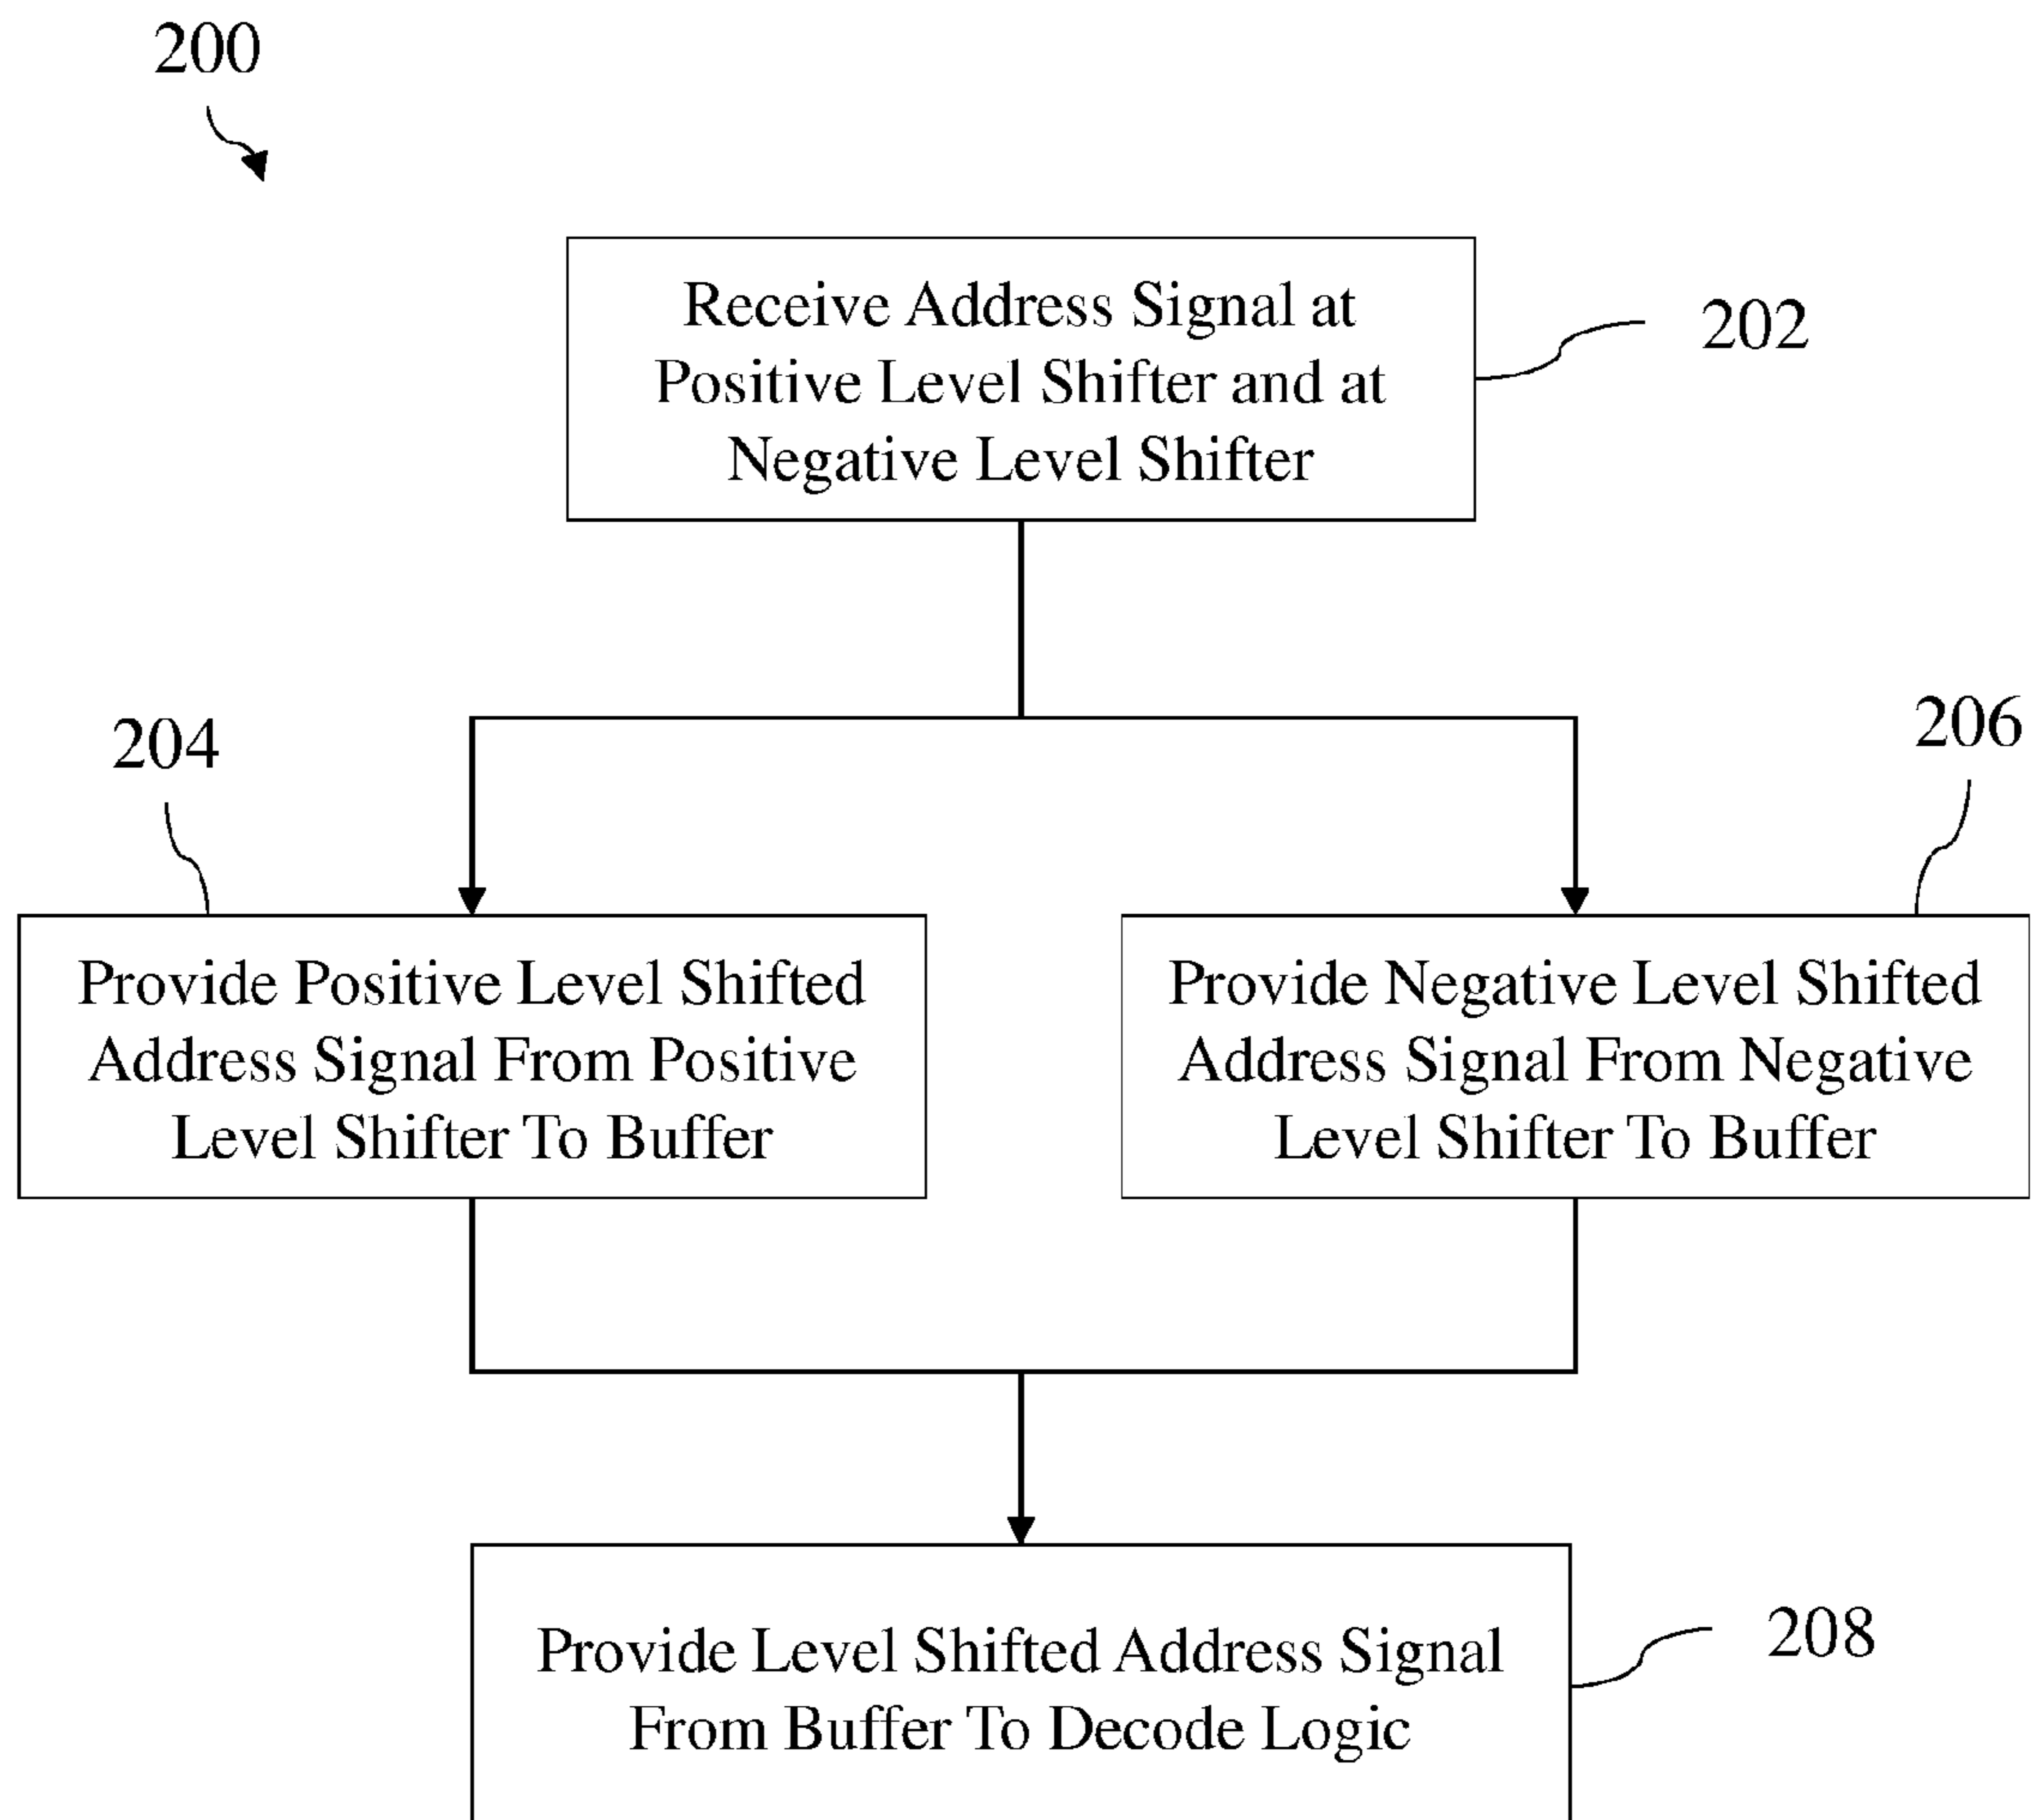 200
Receive Address Signal at
Positive Level Shifter and at
Negative Level Shifter
202
204
206
Provide Positive Level Shifted
Address Signal From Positive
Level Shifter To Buffer
Provide Negative Level Shifted
Address Signal From Negative
Level Shifter To Buffer
Provide Level Shifted Address Signal
From Buffer To Decode Logic
208